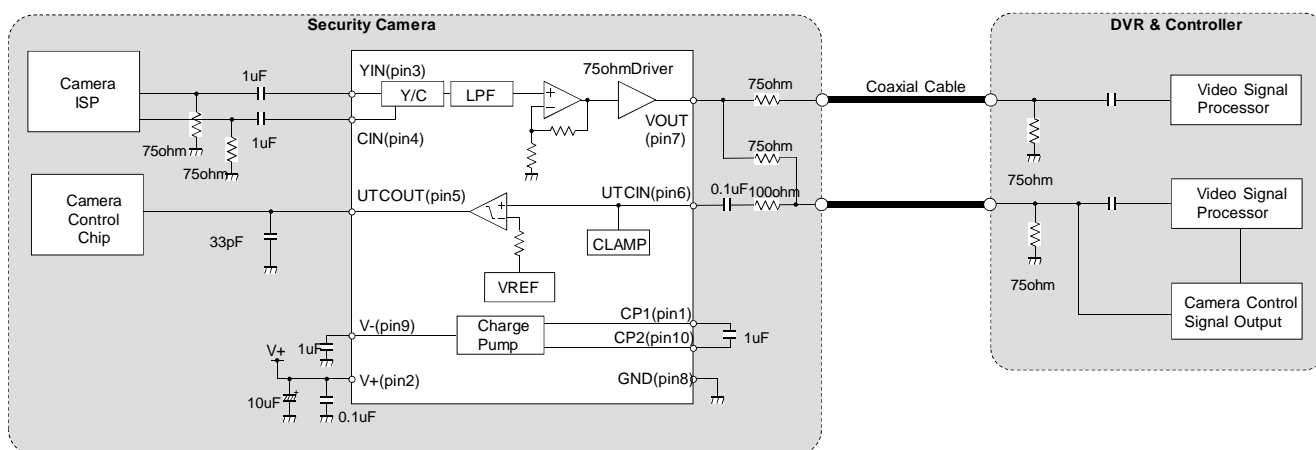 Security Camera
DVR & Controller
Camera
ISP
1uF
YIN(pin3)
Y/C
LPF
75ohmDriver
VOUT
(pin7)
75ohm
Coaxial Cable
Video Signal
Processor
1uF
CIN(pin4)
75ohm
75ohm
75ohm
75ohm
Camera
Control
Chip
UTCOUT(pin5)
UTCIN(pin6)
0.1uF
100ohm
Video Signal
Processor
33pF
CLAMP
VREF
75ohm
Camera Control
Signal Output
V-(pin9)
Charge
Pump
CP1(pin1)
CP2(pin10)
1uF
1uF
V+
V+(pin2)
GND(pin8)
10uF
+
0.1uF